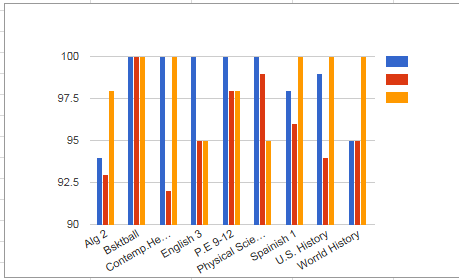 100
97.5
95
92.5
90
Alg 2
Bsktball
Contemp.He...
English 3
P.E 9-12
Physical Scie...
Spainish 1
U.S. History
Worrld History